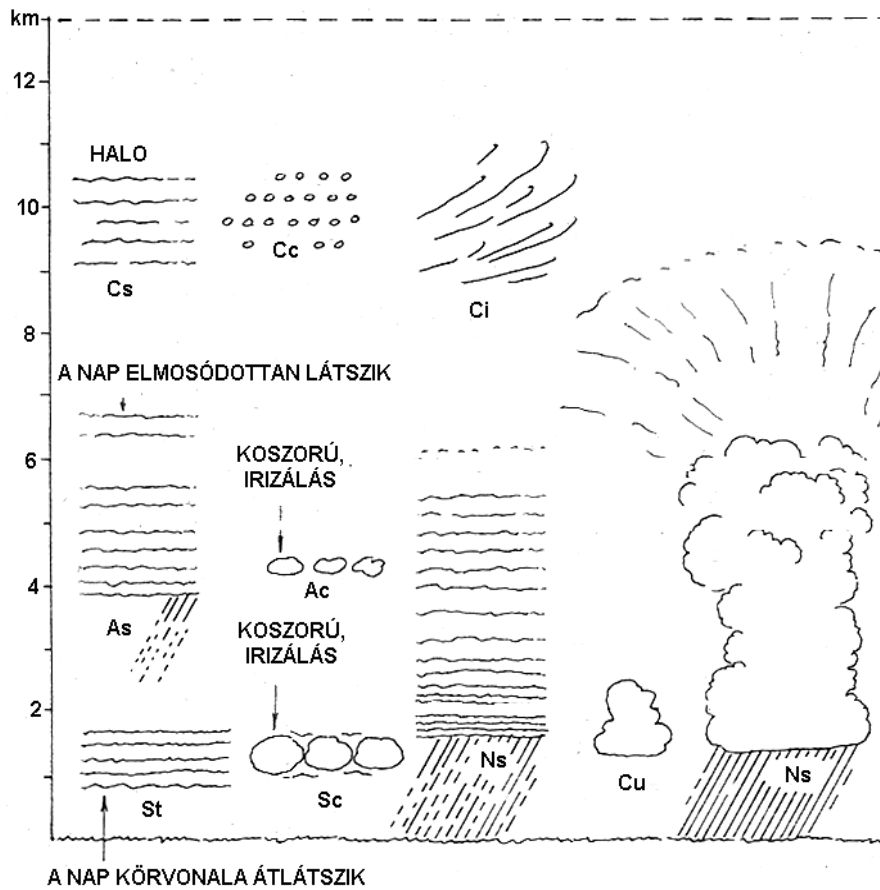 km
12
HALO
10
Cc
Cs
Ci
8
A NAP ELMOSÓDOTTAN LÁTSZIK
6
KOSZORÚ,
IRIZÁLÁS
4
Ac
As
KOSZORÚ,
IRIZÁLÁS
2
Ns
Ns
Cu
St
Sc
A NAP KÖRVONALA ÁTLÁTSZIK